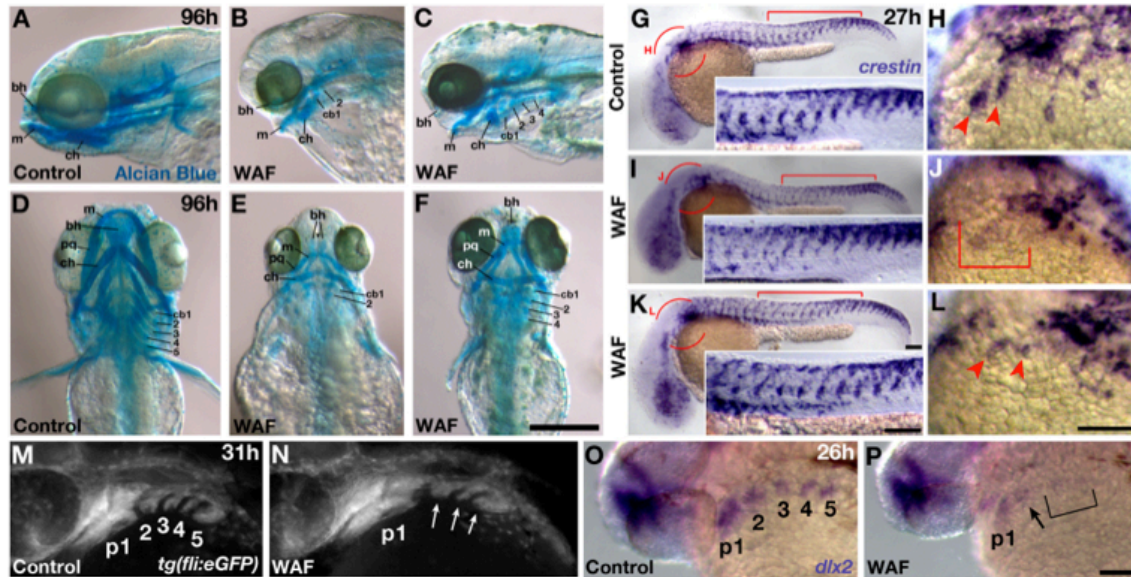 A
96h
bh
m
ch
Control
Alcian Blue
B
bh
m
ch
cb1
2
WAF
C
bh
m
ch
cb1
2
3
4
WAF
D
96h
m
bh
pq
ch
cb1
2
3
4
5
Control
E
bh
m
pq
ch
cb1
2
WAF
F
bh
m
pq
ch
cb1
2
3
4
WAF
Control
G
27h
H
crestin
H
WAF
I
J
J
WAF
K
L
L
M
31h
p1
2
3
4
5
Control
tg(fli:eGFP)
N
WAF
O
26h
p1
2
3
4
5
Control
dlx2
P
p1
WAF